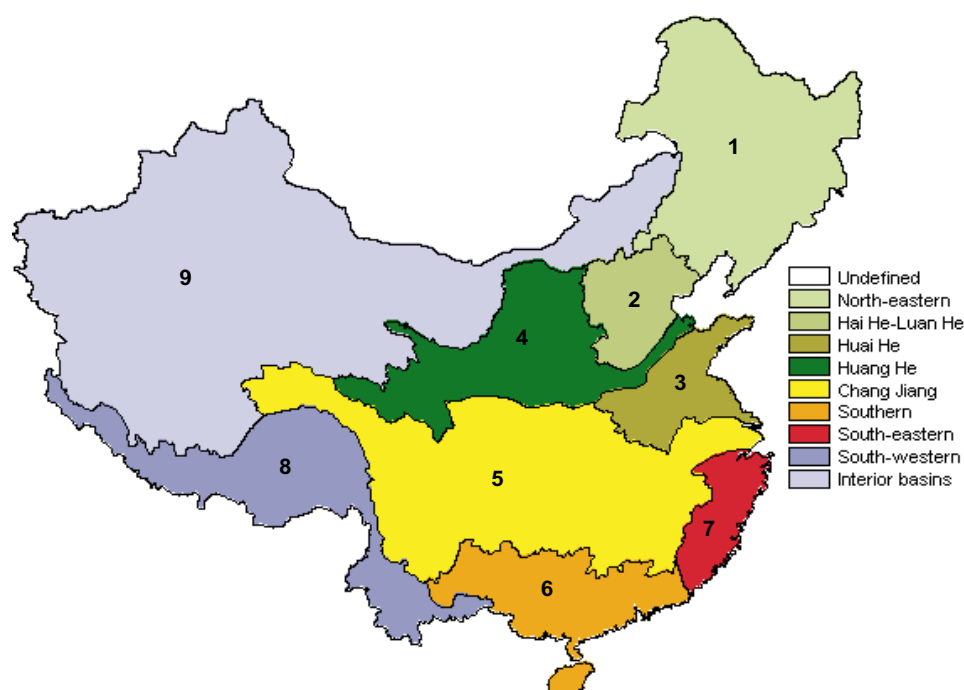 1
9
2
4
3
8
5
7
6
Undefined
North-eastern
Hai He-Luan He
Huai He
Huang He
Chang Jiang
Southern
South-eastern
South-western
Interior basins